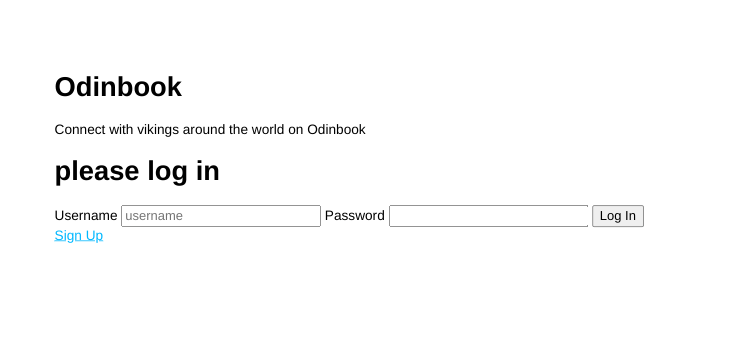 Odinbook
Connect with vikings around the world on Odinbook
please log in
Username username Password Log In
Sign Up